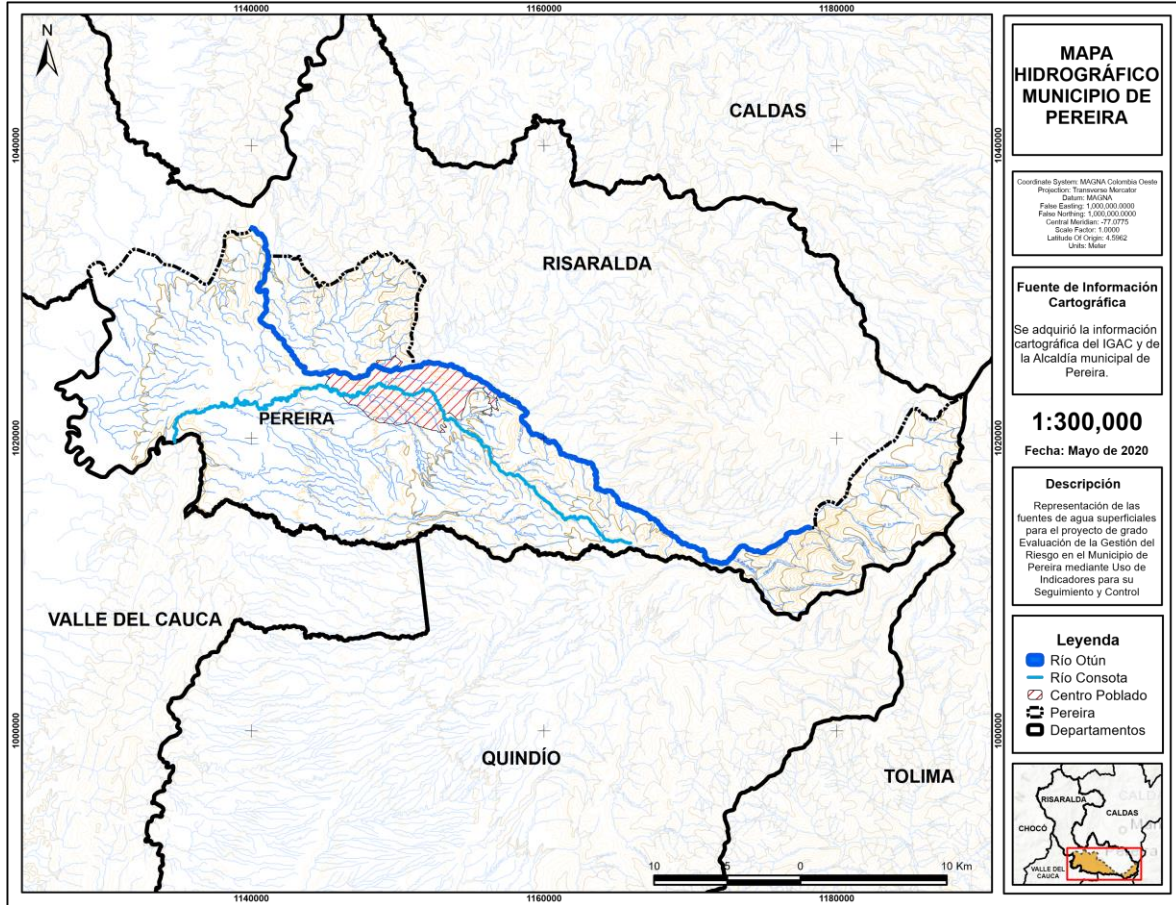 1140000
1160000
1180000
N
1040000
1040000
CALDAS
RISARALDA
PEREIRA
1020000
1020000
VALLE DEL CAUCA
QUINDÍO
TOLIMA
1000000
1000000
10
5
0
10 Km
1140000
1160000
1180000
MAPA
HIDROGRÁFICO
MUNICIPIO DE
PEREIRA
Coordinate System: MAGNA Colombia Oeste
Projection: Transverse Mercator
Datum: MAGNA
False Easting: 1,000,000.0000
False Northing: 1,000,000.0000
Central Meridian: -77.0775
Scale Factor: 1.0000
Latitude Of Origin: 4.5962
Units: Meter
Fuente de Información
Cartográfica
Se adquirió la información
cartográfica del IGAC y de
la Alcaldía municipal de
Pereira.
1:300,000
Fecha: Mayo de 2020
Descripción
Representación de las
fuentes de agua superficiales
para el proyecto de grado
Evaluación de la Gestión del
Riesgo en el Municipio de
Pereira mediante Uso de
Indicadores para su
Seguimiento y Control
Leyenda
Río Otún
Río Consota
Centro Poblado
Pereira
Departamentos
RISARALDA
CALDAS
CHOCÓ
VALLE DEL
CAUCA